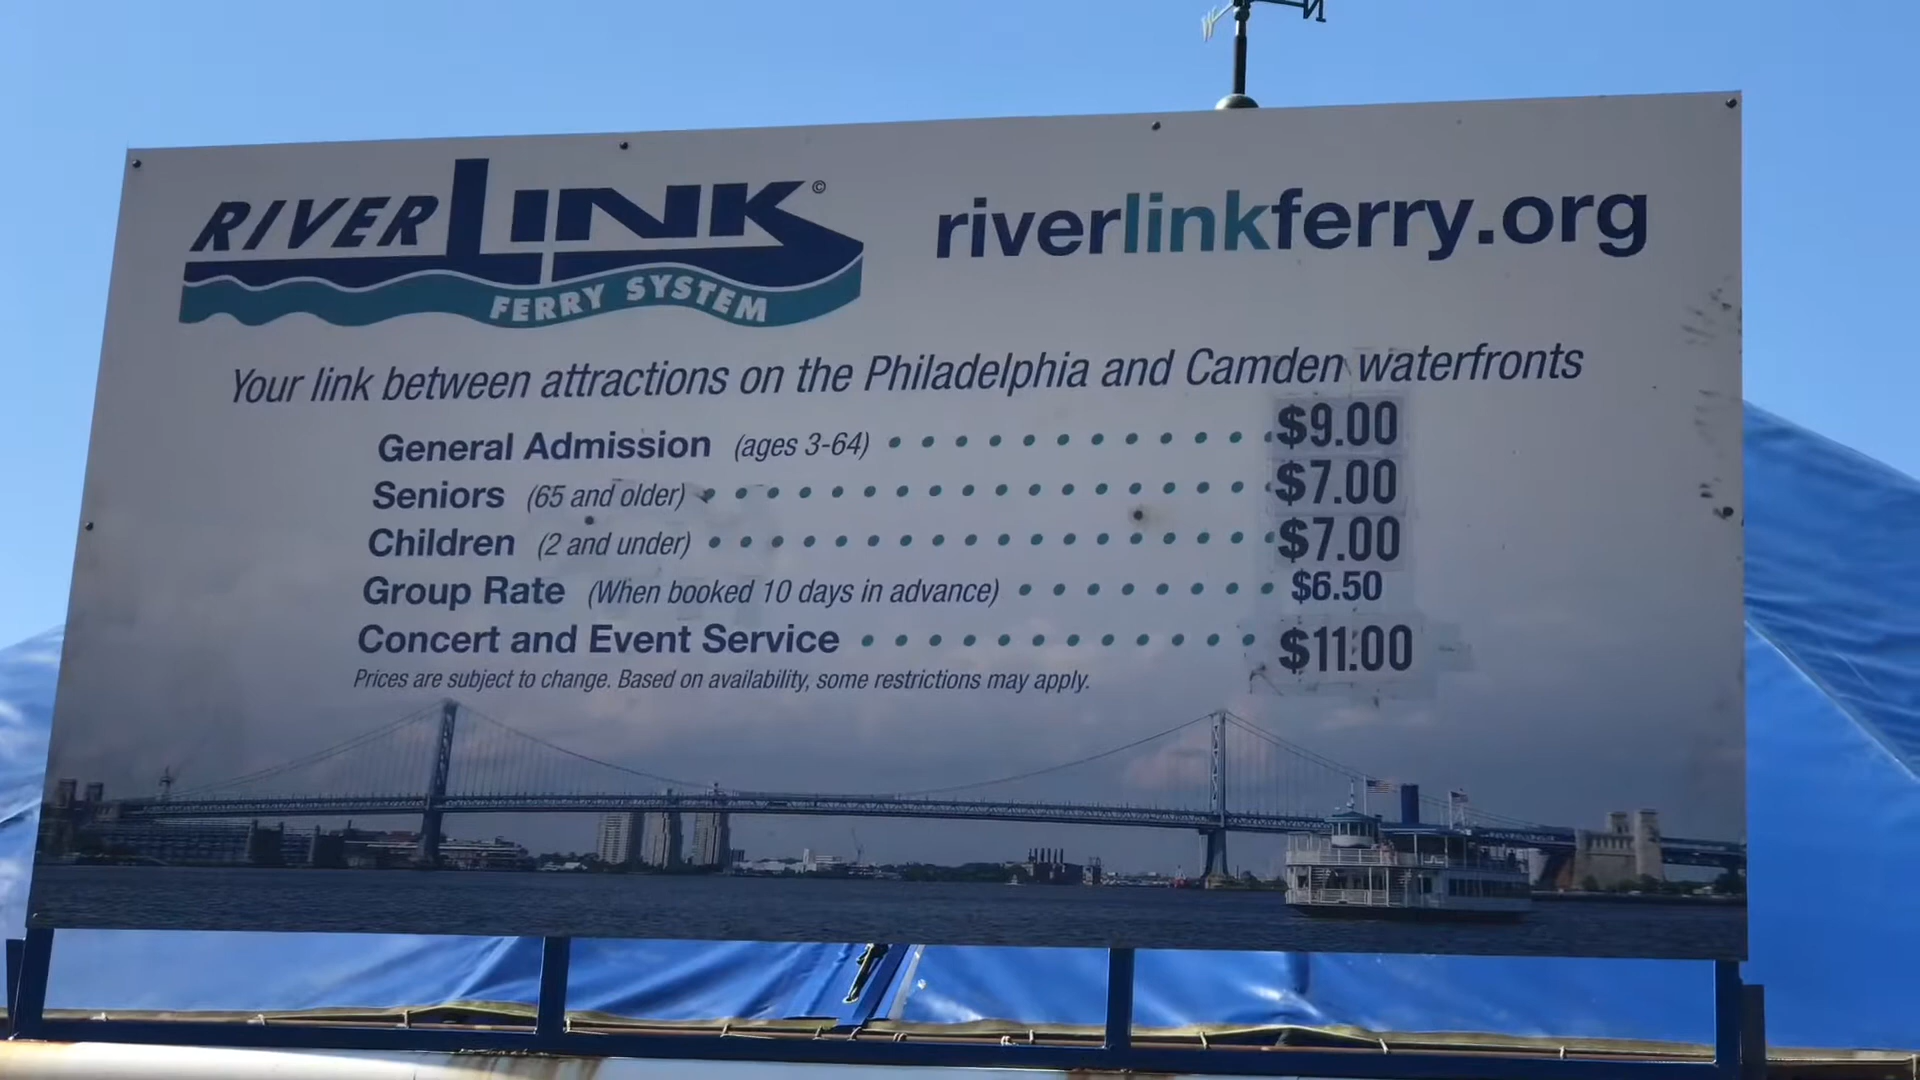 RIVERLINK©
FERRY SYSTEM
riverlinkferry.org
Your link between attractions on the Philadelphia and Camden waterfronts
General Admission (ages 3-64) $9.00
Seniors (65 and older) $7.00
Children (2 and under) $7.00
Group Rate (When booked 10 days in advance) $6.50
Concert and Event Service $11.00
Prices are subject to change. Based on availability, some restrictions may apply.